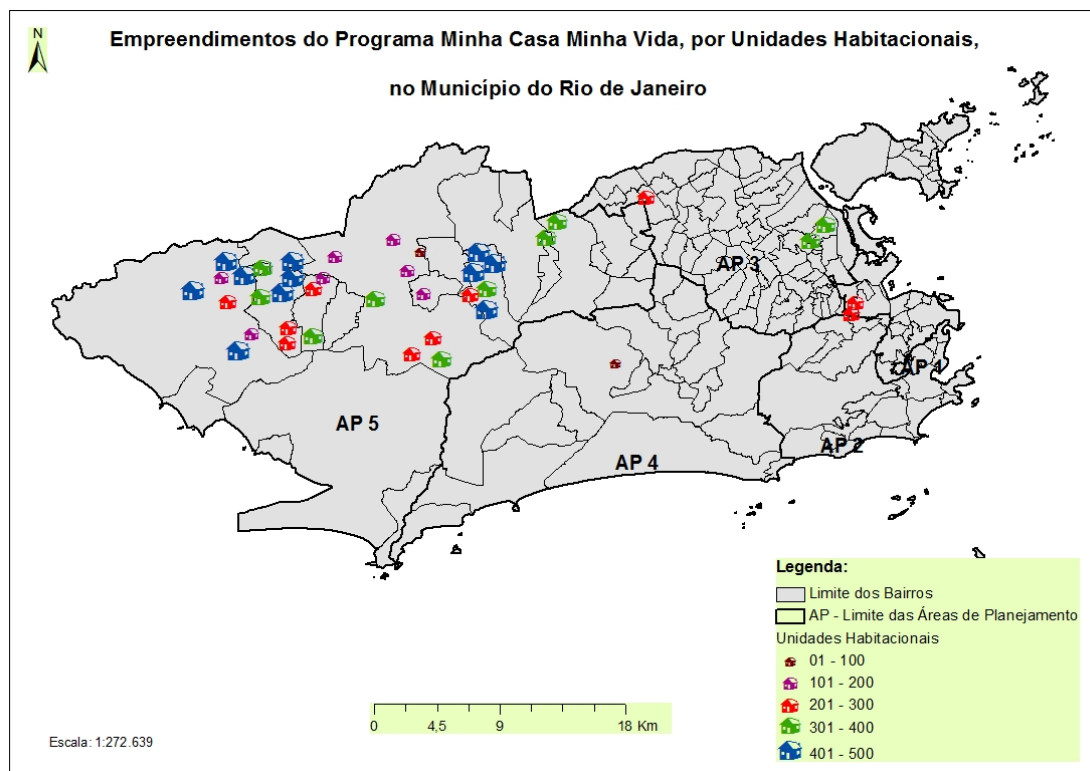 N
Empreendimentos do Programa Minha Casa Minha Vida, por Unidades Habitacionais,
no Município do Rio de Janeiro
AP 3
AP 1
AP 5
AP 2
AP 4
Legenda:
Limite dos Bairros
AP - Limite das Áreas de Planejamento
Unidades Habitacionais
01 - 100
101 - 200
201 - 300
301 - 400
401 - 500
0 4,5 9 18 Km
Escala: 1:272.639